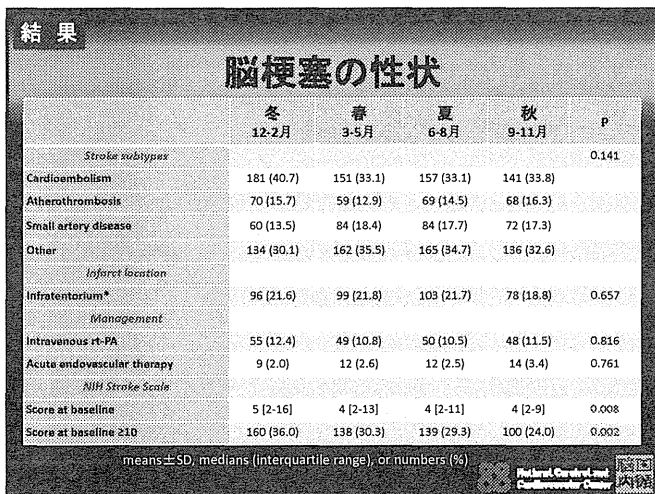 結果
脳梗塞の性状
冬 春 夏 秋 P
12-2月 3-5月 6-8月 9-11月
Stroke subtypes 0.141
Cardioembolism 181 (40.7) 151 (33.1) 157 (33.1) 141 (33.8)
Atherothrombosis 70 (15.7) 59 (12.9) 69 (14.5) 68 (16.3)
Small artery disease 60 (13.5) 84 (18.4) 84 (17.7) 72 (17.3)
Other 134 (30.1) 162 (35.5) 165 (34.7) 136 (32.6)
Infarct location
Infratentorium* 96 (21.6) 99 (21.8) 103 (21.7) 78 (18.8) 0.657
Management
Intravenous rt-PA 55 (12.4) 49 (10.8) 50 (10.5) 48 (11.5) 0.816
Acute endovascular therapy 9 (2.0) 12 (2.6) 12 (2.5) 14 (3.4) 0.761
NIH Stroke Scale
Score at baseline 5 [2-16] 4 [2-13] 4 [2-11] 4 [2-9] 0.008
Score at baseline ≥10 160 (36.0) 138 (30.3) 139 (29.3) 100 (24.0) 0.002
means±SD, medians (interquartile range), or numbers (%)
National Cerebral and
Cardiovascular Center